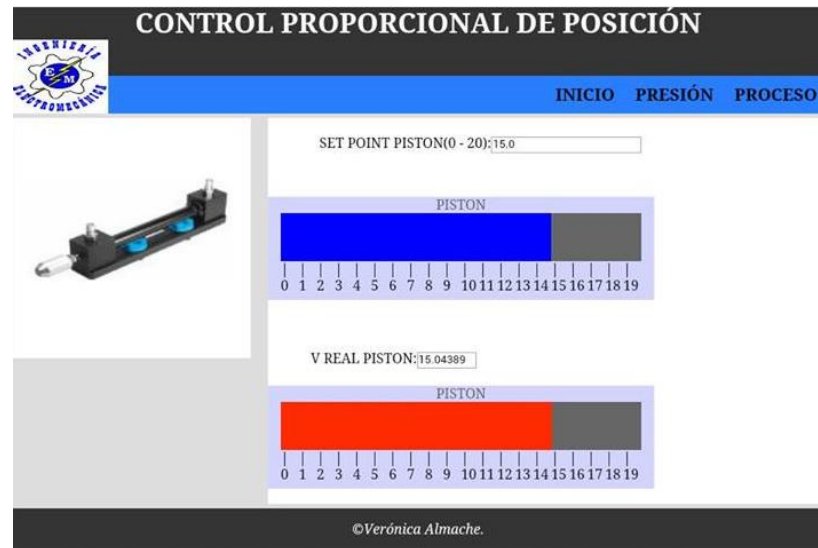 CONTROL PROPORCIONAL DE POSICIÓN
INGENIERÍA
EM
ELECTROMECÁNICA
INICIO PRESIÓN PROCESO
SET POINT PISTON(0 - 20): 15.0
PISTON
0 1 2 3 4 5 6 7 8 9 10 11 12 13 14 15 16 17 18 19
V REAL PISTON: 15.04389
PISTON
0 1 2 3 4 5 6 7 8 9 10 11 12 13 14 15 16 17 18 19
©Verónica Almache.